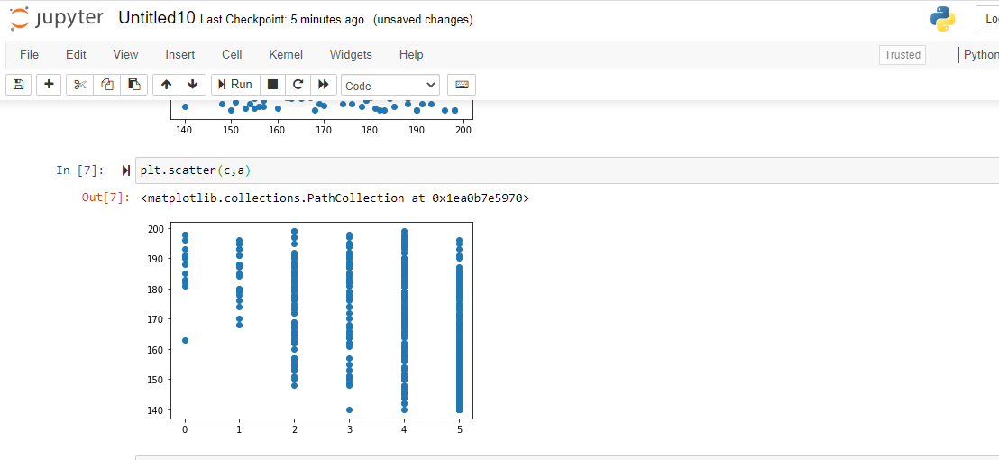 jupyter Untitled10 Last Checkpoint: 5 minutes ago (unsaved changes) Lo
File Edit View Insert Cell Kernel Widgets Help Trusted Python
Run Code
140 150 160 170 180 190 200
In [7]: plt.scatter(c,a)
Out[7]: <matplotlib.collections.PathCollection at 0x1ea0b7e5970>
200
190
180
170
160
150
140
0 1 2 3 4 5